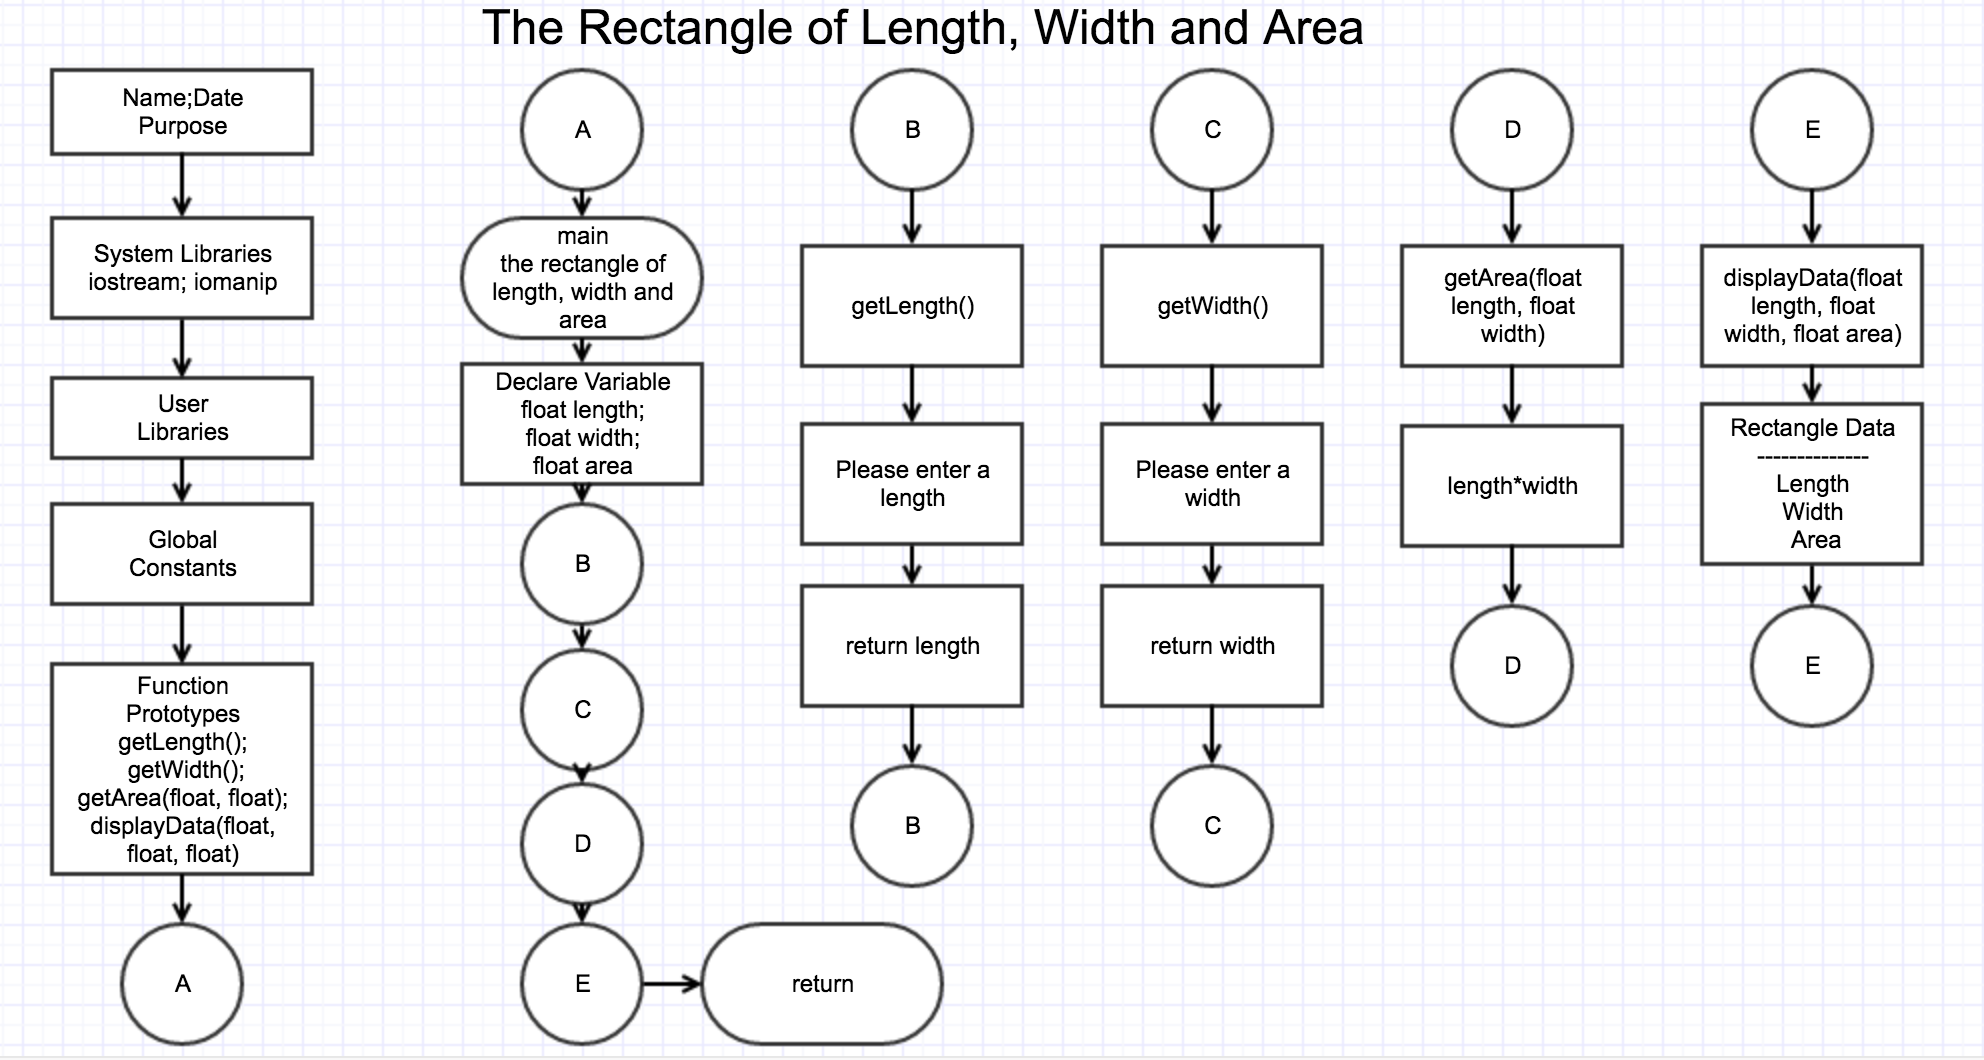 The Rectangle of Length, Width and Area
Name;Date
Purpose
System Libraries
iostream; iomanip
User
Libraries
Global
Constants
Function
Prototypes
getLength();
getWidth();
getArea(float, float);
displayData(float,
float, float)
A
A
main
the rectangle of
length, width and
area
Declare Variable
float length;
float width;
float area
B
C
D
E
return
B
getLength()
Please enter a
length
return length
B
C
getWidth()
Please enter a
width
return width
C
D
getArea(float
length, float
width)
length*width
D
E
displayData(float
length, float
width, float area)
Rectangle Data
--------------
Length
Width
Area
E